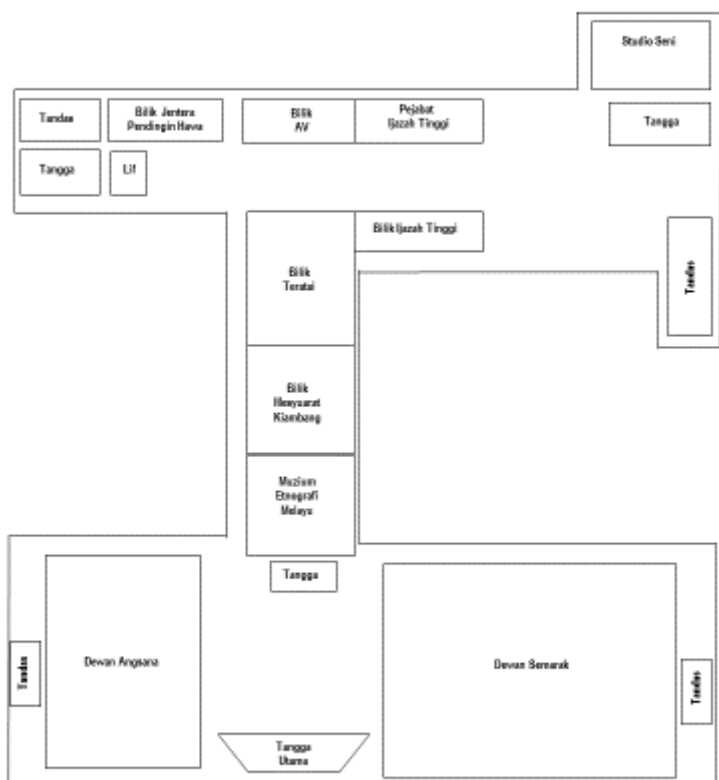 Studio Seni
Tandas
Bilik Jentera
Pendingin Hawa
Bilik
AV
Pejabat
Ijazah Tinggi
Tangga
Tangga
Lif
Bilik Ijazah Tinggi
Tandas
Bilik
Teratai
Bilik
Mesyuarat
Kiambang
Muzium
Etnografi
Melayu
Tangga
Dewan Angsana
Dewan Semarak
Tandas
Tandas
Tangga
Utama